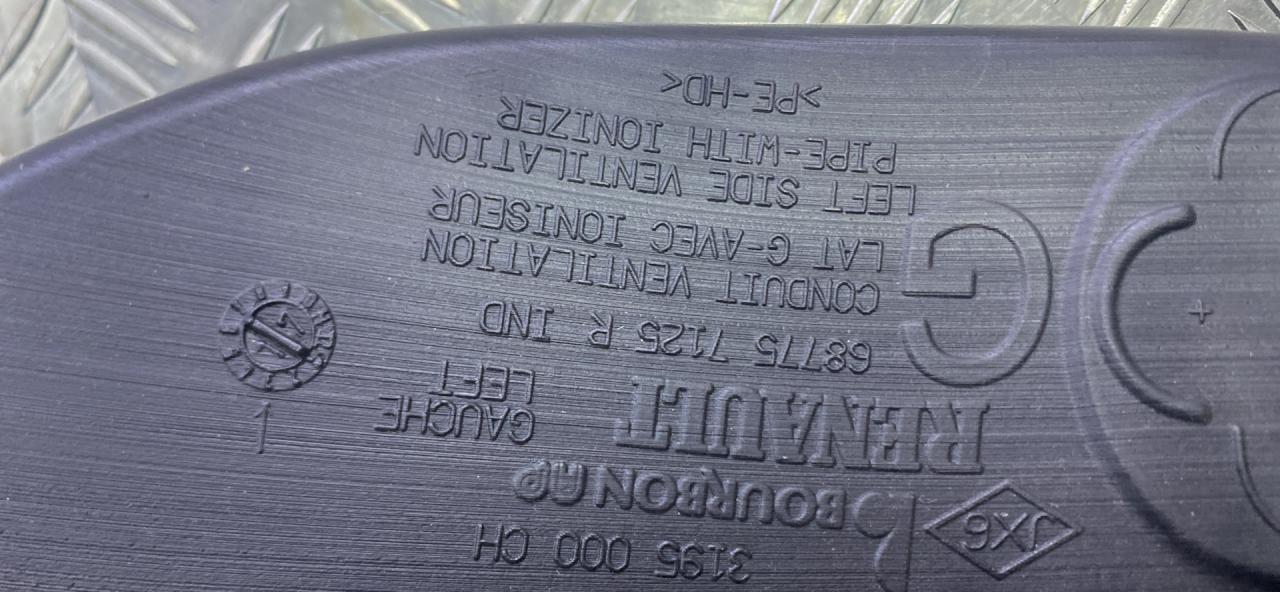 3195 000 CH
BOURBON AP
JX6
RENAULT
GAUCHE
LEFT
68775 7125 R IND
CONDUIT VENTILATION
LAT G-AVEC IONISEUR
G
LEFT SIDE VENTILATION
PIPE-WITH IONIZER
>PE-HD<